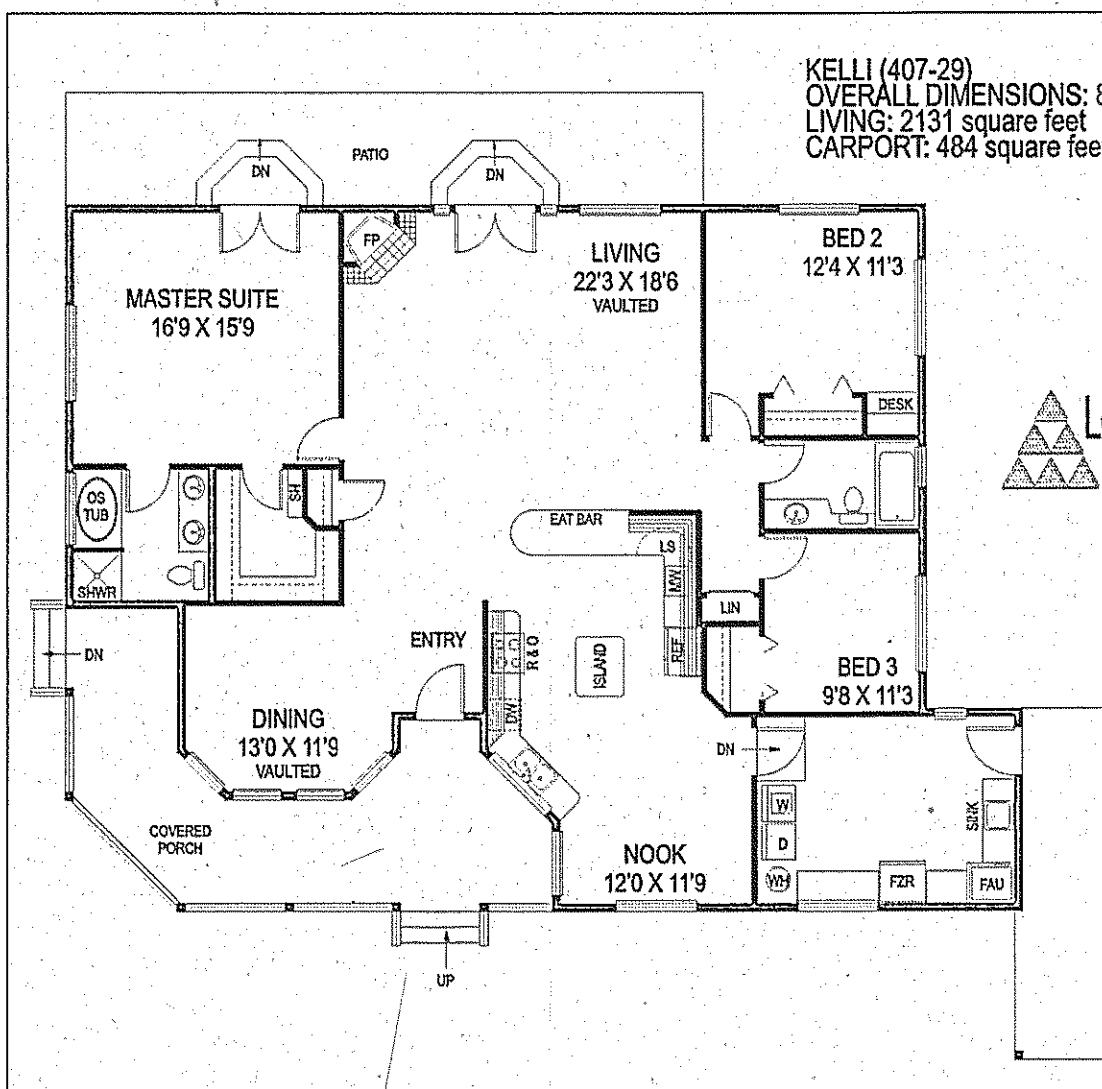 KELLI (407-29)
OVERALL DIMENSIONS: 8
LIVING: 2131 square feet
CARPORT: 484 square fee
PATIO
DN
DN
FP
LIVING
22'3 X 18'6
VAULTED
BED 2
12'4 X 11'3
MASTER SUITE
16'9 X 15'9
DESK
OS
TUB
SH
EAT BAR
LS
MW
SHWR
LIN
ENTRY
R & O
ISLAND
REF
DN
BED 3
9'8 X 11'3
DINING
13'0 X 11'9
VAULTED
DW
DN
W
SINK
COVERED
PORCH
D
NOOK
12'0 X 11'9
WH
FZR
FAU
UP